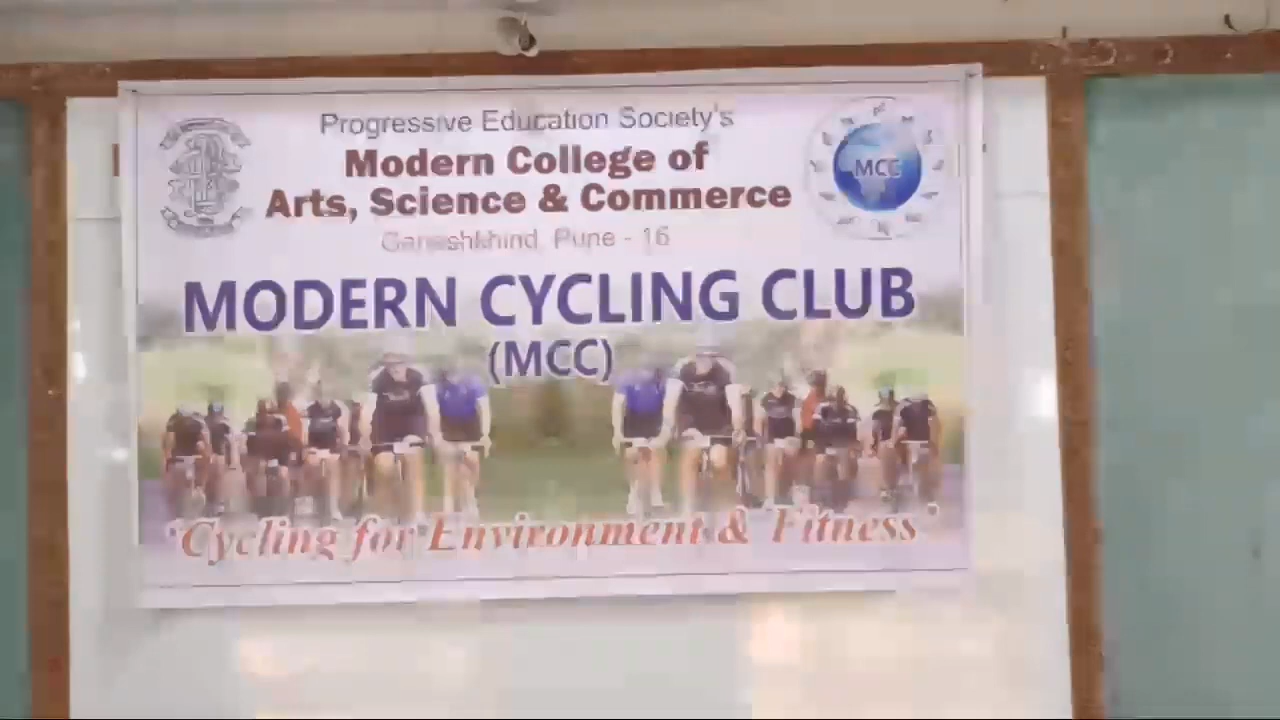 Progressive Education Society's
Modern College of
Arts, Science & Commerce
Ganeshkhind, Pune - 16
MCC
MODERN CYCLING CLUB
(MCC)
"Cycling for Environment & Fitness"